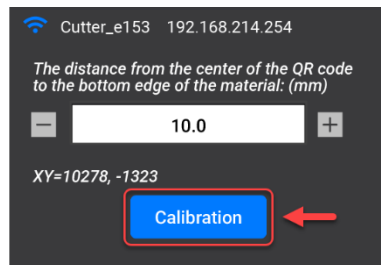 Cutter_e153 192.168.214.254
The distance from the center of the QR code
to the bottom edge of the material: (mm)
− 10.0 +
XY=10278, -1323
Calibration